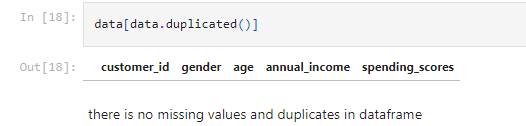 In [18]: data[data.duplicated()]
Out[18]: customer_id gender age annual_income spending_scores
there is no missing values and duplicates in dataframe